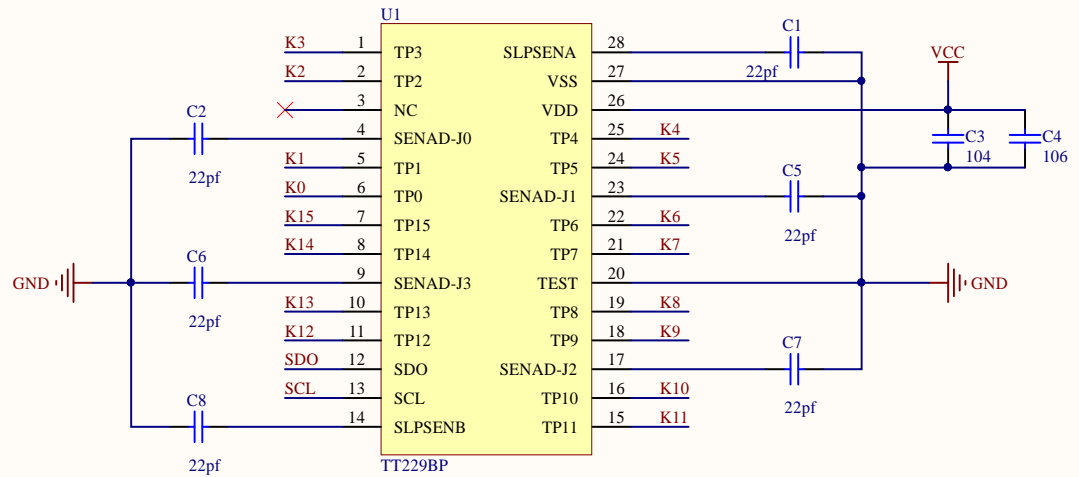 U1
C1
K3 1 TP3 SLPSENA 28
22pf
VCC
K2 2 TP2 VSS 27
3 NC VDD 26
C2
4 SENAD-J0 TP4 25 K4
C3 C4
104 106
22pf
K1 5 TP1 TP5 24 K5
C5
K0 6 TP0 SENAD-J1 23
22pf
K15 7 TP15 TP6 22 K6
K14 8 TP14 TP7 21 K7
C6
GND 9 SENAD-J3 TEST 20 GND
22pf
K13 10 TP13 TP8 19 K8
K12 11 TP12 TP9 18 K9
C7
SDO 12 SDO SENAD-J2 17
22pf
SCL 13 SCL TP10 16 K10
C8
14 SLPSENB TP11 15 K11
22pf
TT229BP